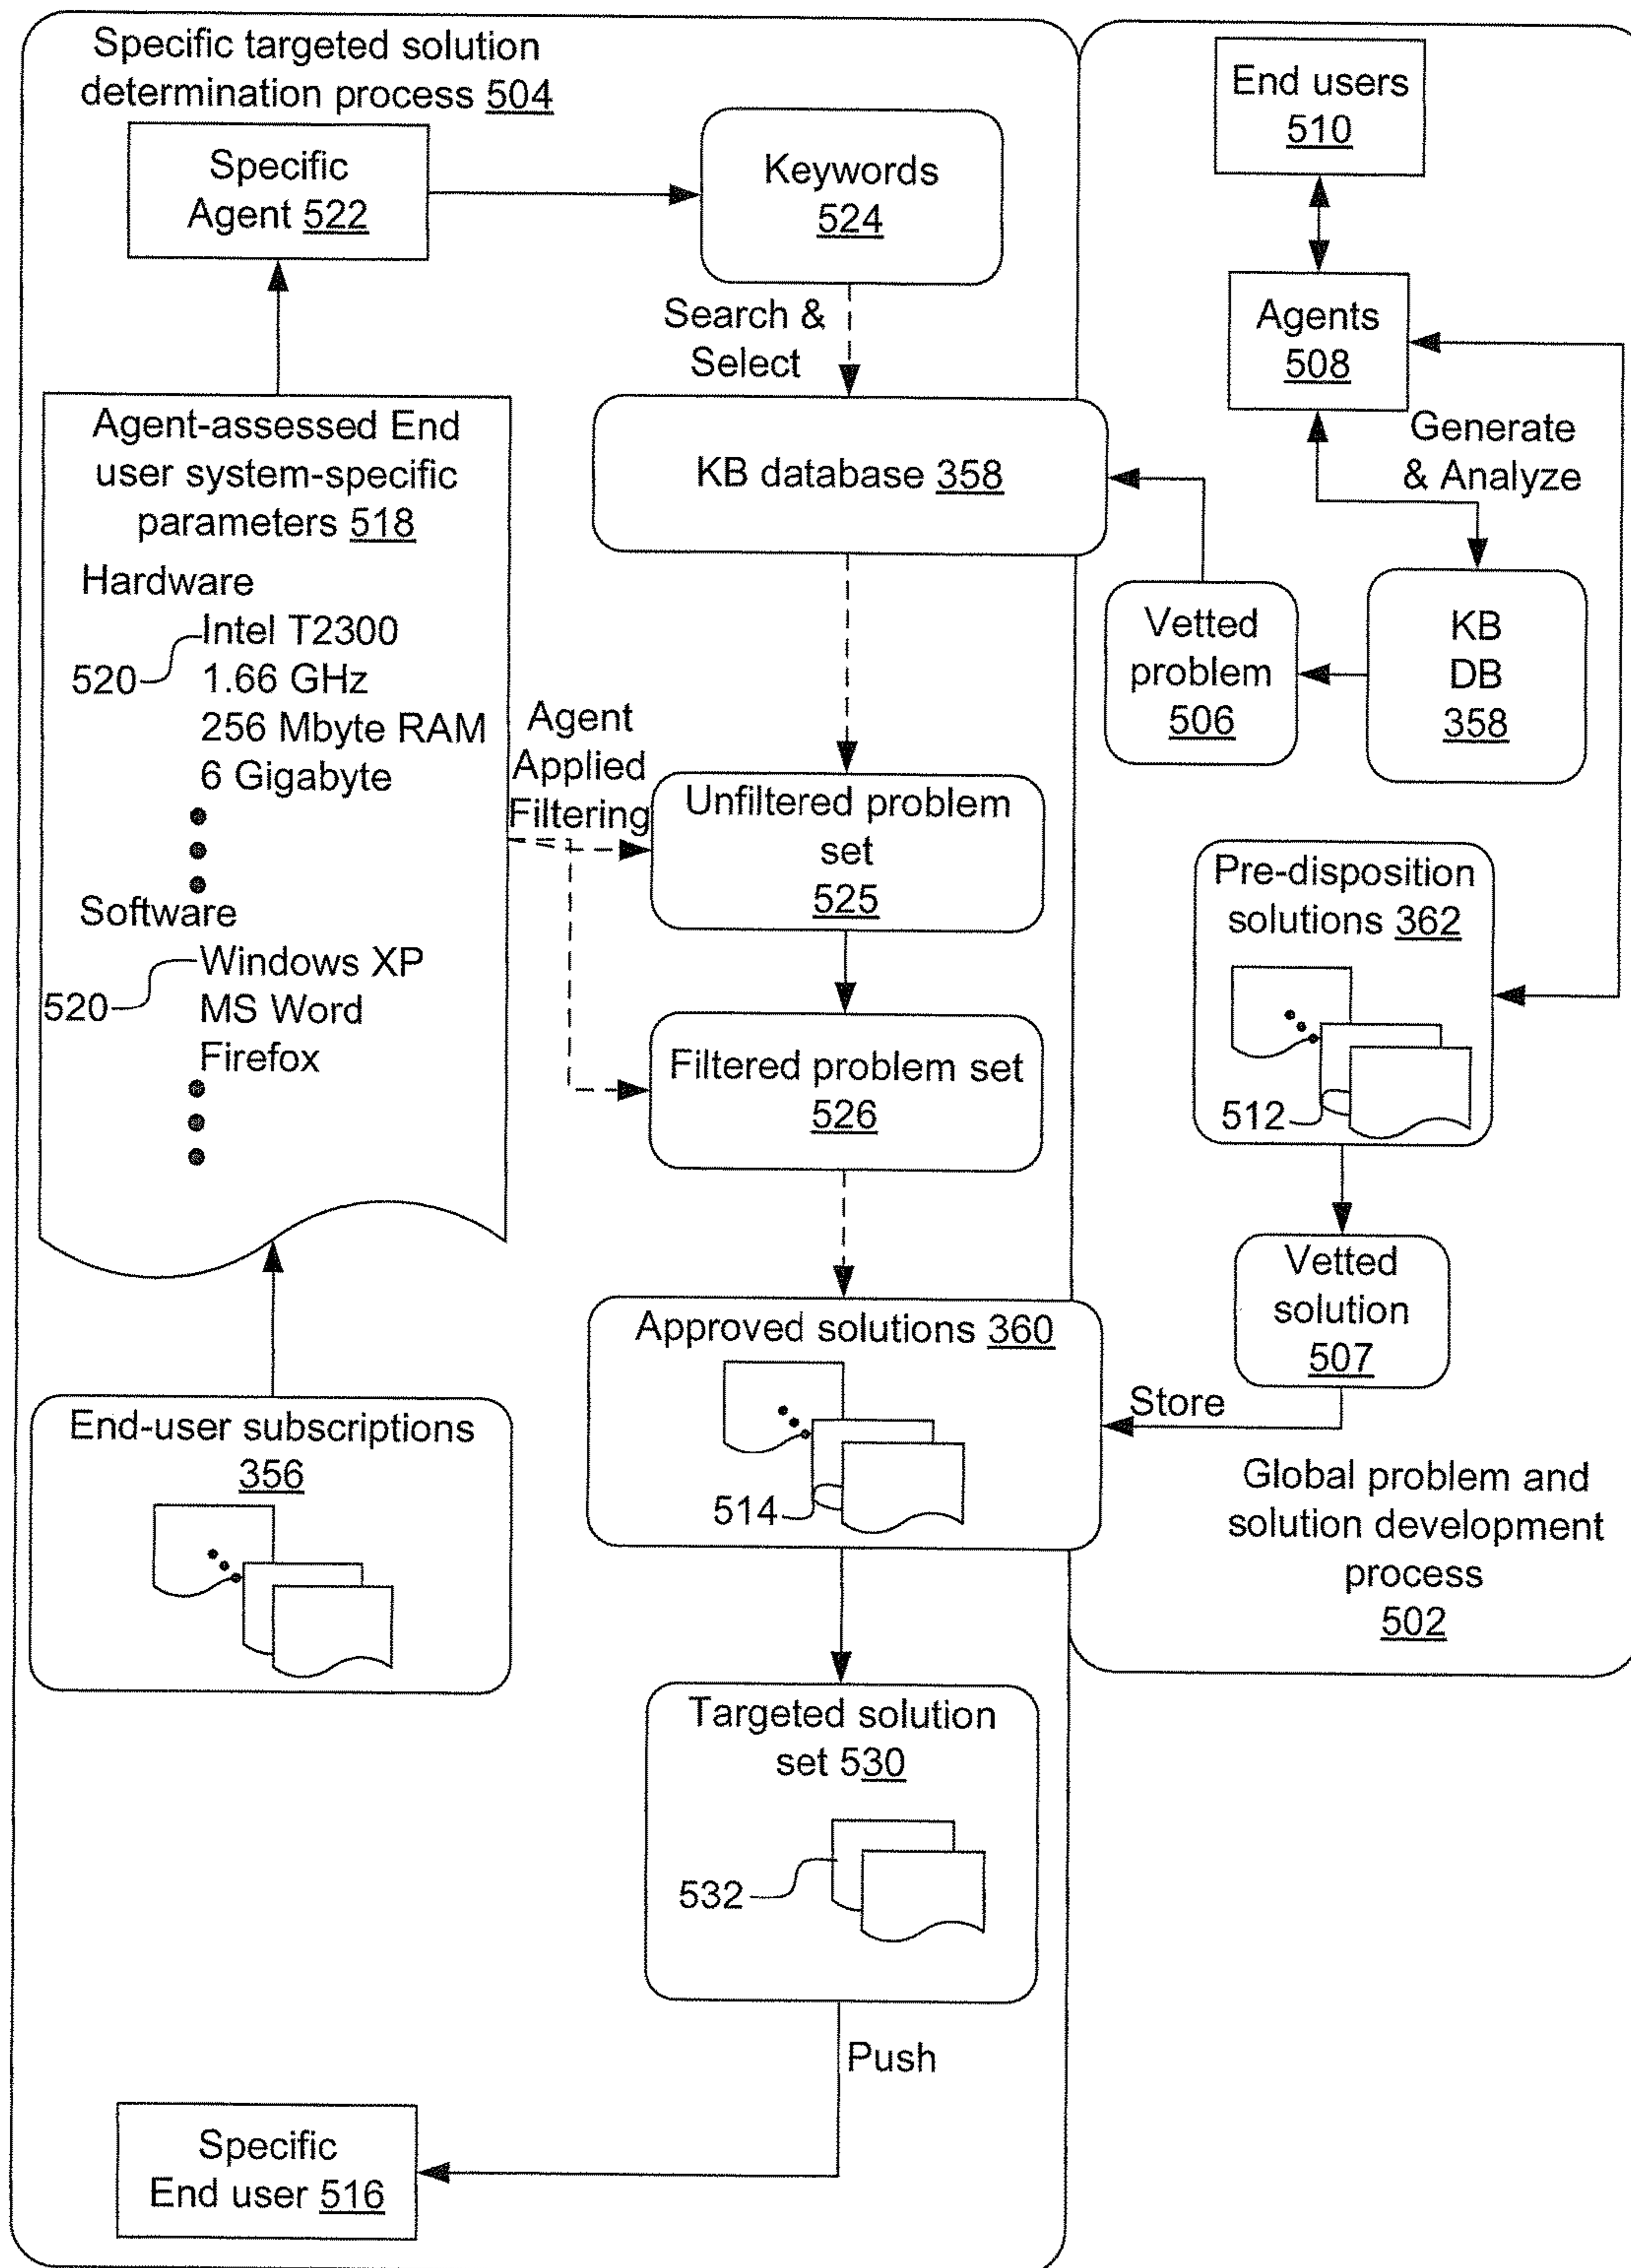 Specific targeted solution
determination process 504
Specific
Agent 522
Keywords
524
Search &
Select
Agent-assessed End
user system-specific
parameters 518
Hardware
Intel T2300
520
1.66 GHz
256 Mbyte RAM
6 Gigabyte
Software
Windows XP
520
MS Word
Firefox
End-user subscriptions
356
KB database 358
Agent
Applied
Filtering
Unfiltered problem
set
525
Filtered problem set
526
Approved solutions 360
514
Targeted solution
set 530
532
Push
Specific
End user 516
End users
510
Agents
508
Generate
& Analyze
Vetted
problem
506
KB
DB
358
Pre-disposition
solutions 362
512
Vetted
solution
507
Store
Global problem and
solution development
process
502